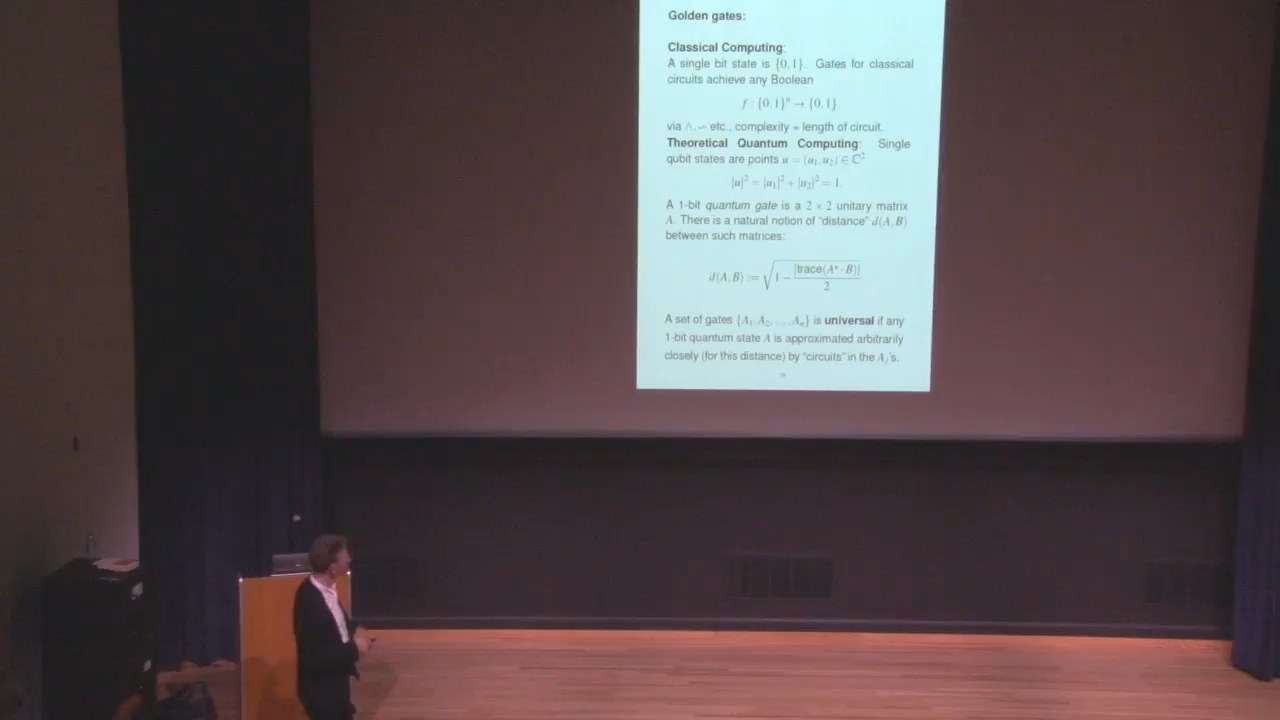 Golden gates:
Classical Computing:
A single bit state is {0,1}. Gates for classical
circuits achieve any Boolean
f : {0,1}ⁿ → {0,1}
via ∧, ¬ etc., complexity = length of circuit.
Theoretical Quantum Computing: Single
qubit states are points u = (u₁,u₂) ∈ ℂ²
|u|² = |u₁|² + |u₂|² = 1.
A 1-bit quantum gate is a 2 × 2 unitary matrix
A. There is a natural notion of "distance" d(A,B)
between such matrices:
d(A,B) := √(1 − |trace(A* · B)|/2)
A set of gates {A₁,A₂,...,Aₙ} is universal if any
1-bit quantum state A is approximated arbitrarily
closely (for this distance) by "circuits" in the Aⱼ's.